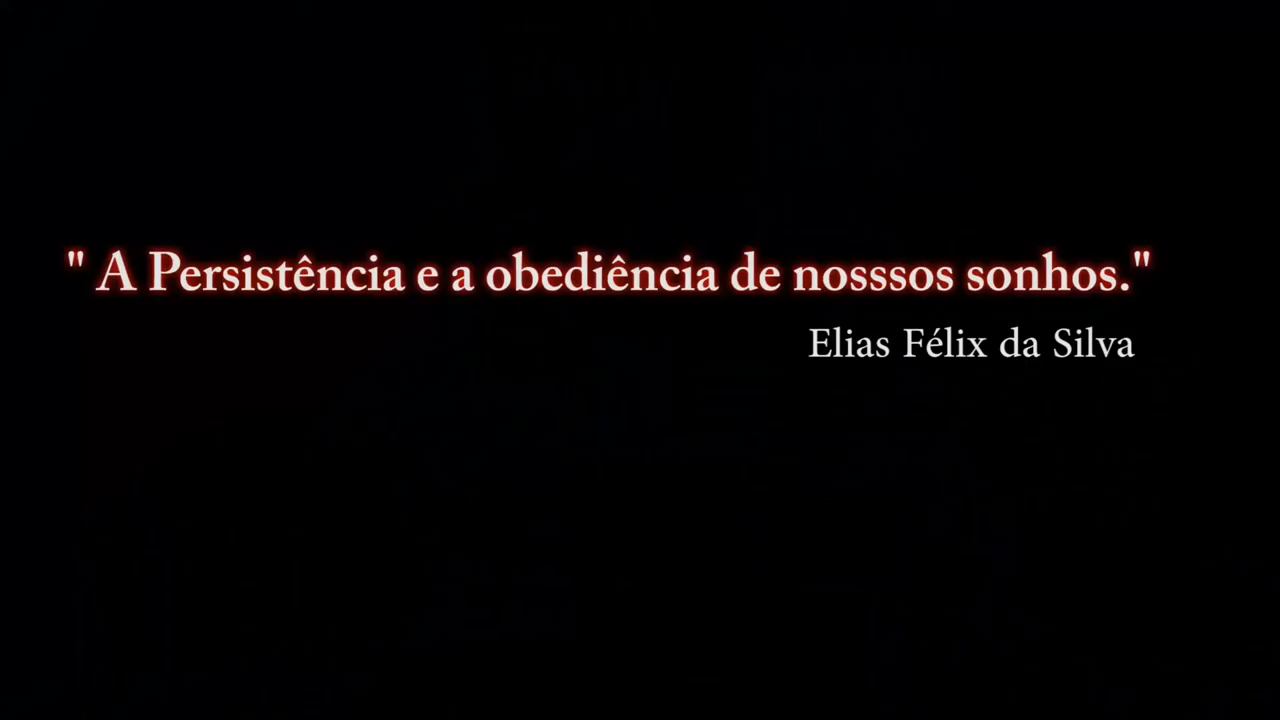 " A Persistência e a obediência de nosssos sonhos."
Elias Félix da Silva